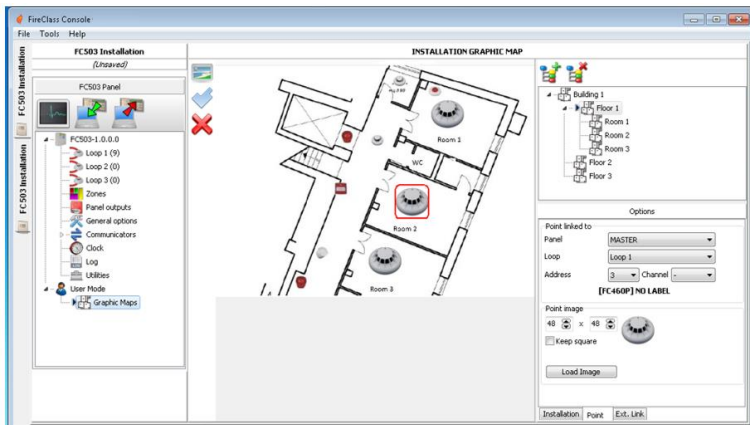 FireClass Console
File Tools Help
FC503 Installation
(Unsaved)
FC503 Panel
FC503-1.0.0.0
Loop 1 (9)
Loop 2 (0)
Loop 3 (0)
Zones
Panel outputs
General options
Communicators
Clock
Log
Utilities
User Mode
Graphic Maps
FC503 Installation
FC503 Installation
INSTALLATION GRAPHIC MAP
Room 1
WC
Room 2
Room 3
Building 1
Floor 1
Room 1
Room 2
Room 3
Floor 2
Floor 3
Options
Point linked to
Panel MASTER
Loop Loop 1
Address 3 Channel -
[FC460P] NO LABEL
Point image
48 x 48
Keep square
Load Image
Installation Point Ext. Link